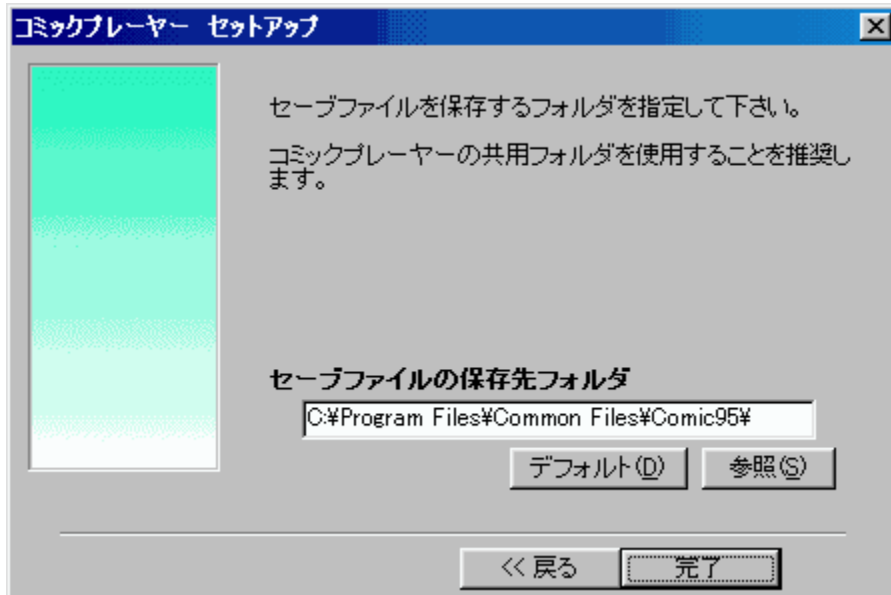 コミックプレーヤー セットアップ
セーブファイルを保存するフォルダを指定して下さい。
コミックプレーヤーの共用フォルダを使用することを推奨し
ます。
セーブファイルの保存先フォルダ
C:¥Program Files¥Common Files¥Comic95¥
デフォルト(D) 参照(S)
<< 戻る 完了